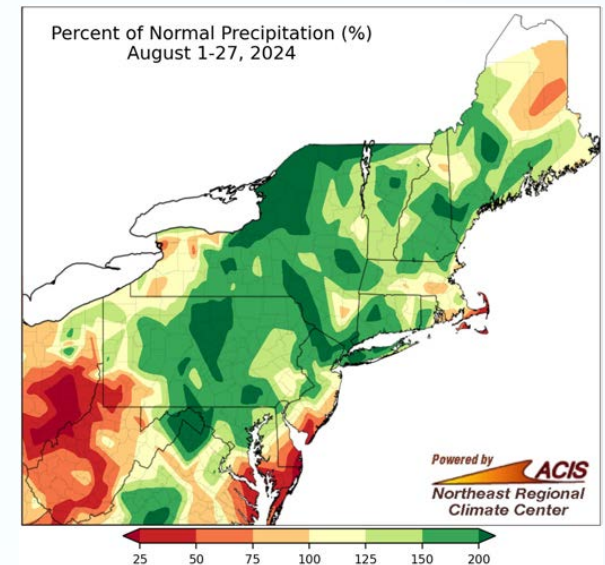 Percent of Normal Precipitation (%)
August 1-27, 2024
Powered by
ACIS
Northeast Regional
Climate Center
25 50 75 100 125 150 200